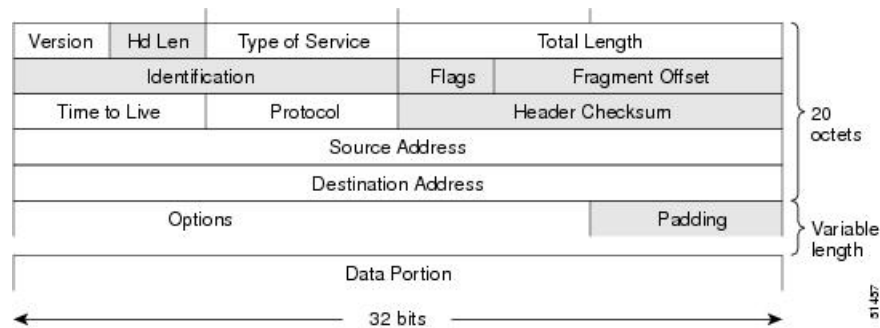 Version Hd Len Type of Service Total Length
Identification Flags Fragment Offset
Time to Live Protocol Header Checksum
20 octets
Source Address
Destination Address
Options Padding
Variable length
Data Portion
32 bits
51457